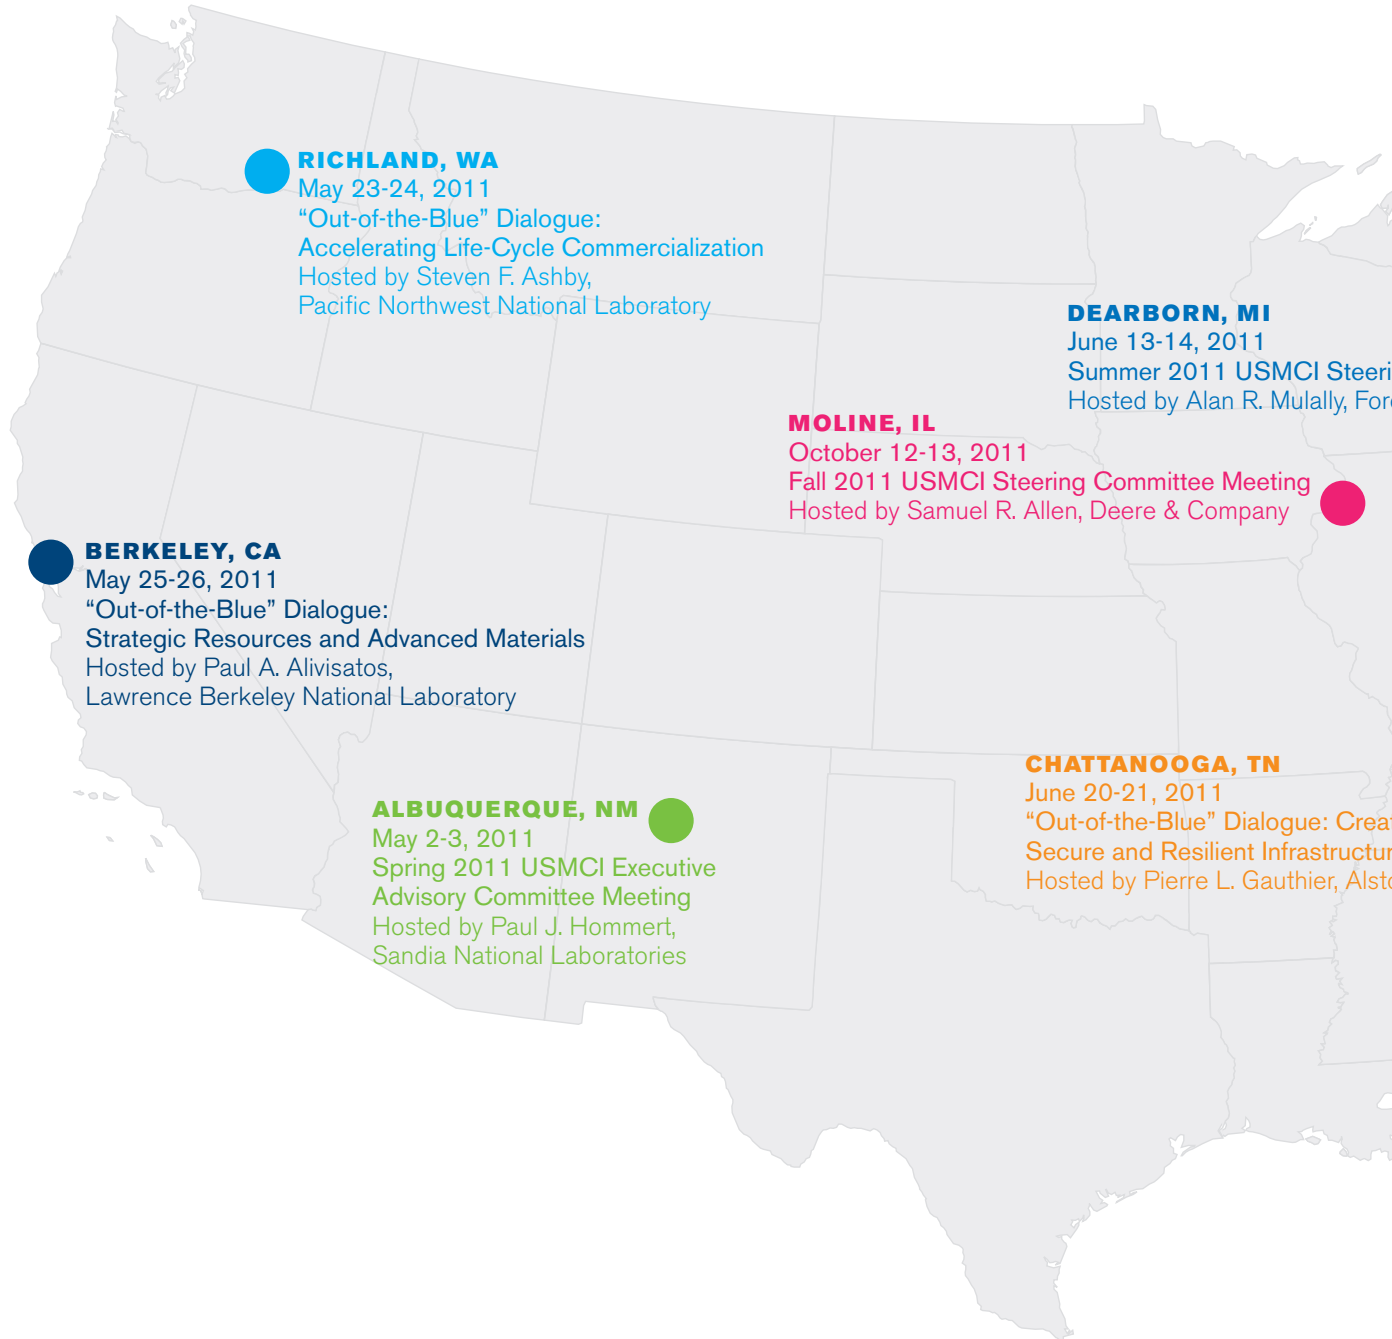 RICHLAND, WA
May 23-24, 2011
“Out-of-the-Blue” Dialogue:
Accelerating Life-Cycle Commercialization
Hosted by Steven F. Ashby,
Pacific Northwest National Laboratory
DEARBORN, MI
June 13-14, 2011
Summer 2011 USMCI
Hosted by Alan R. Mulally,
MOLINE, IL
October 12-13, 2011
Fall 2011 USMCI Steering Committee Meeting
Hosted by Samuel R. Allen, Deere & Company
BERKELEY, CA
May 25-26, 2011
“Out-of-the-Blue” Dialogue:
Strategic Resources and Advanced Materials
Hosted by Paul A. Alivisatos,
Lawrence Berkeley National Laboratory
CHATTANOOGA, TN
June 20-21, 2011
“Out-of-the-Blue” Dialogue:
Secure and Resilient
Hosted by Pierre L. Gauthier,
ALBUQUERQUE, NM
May 2-3, 2011
Spring 2011 USMCI Executive
Advisory Committee Meeting
Hosted by Paul J. Hommert,
Sandia National Laboratories